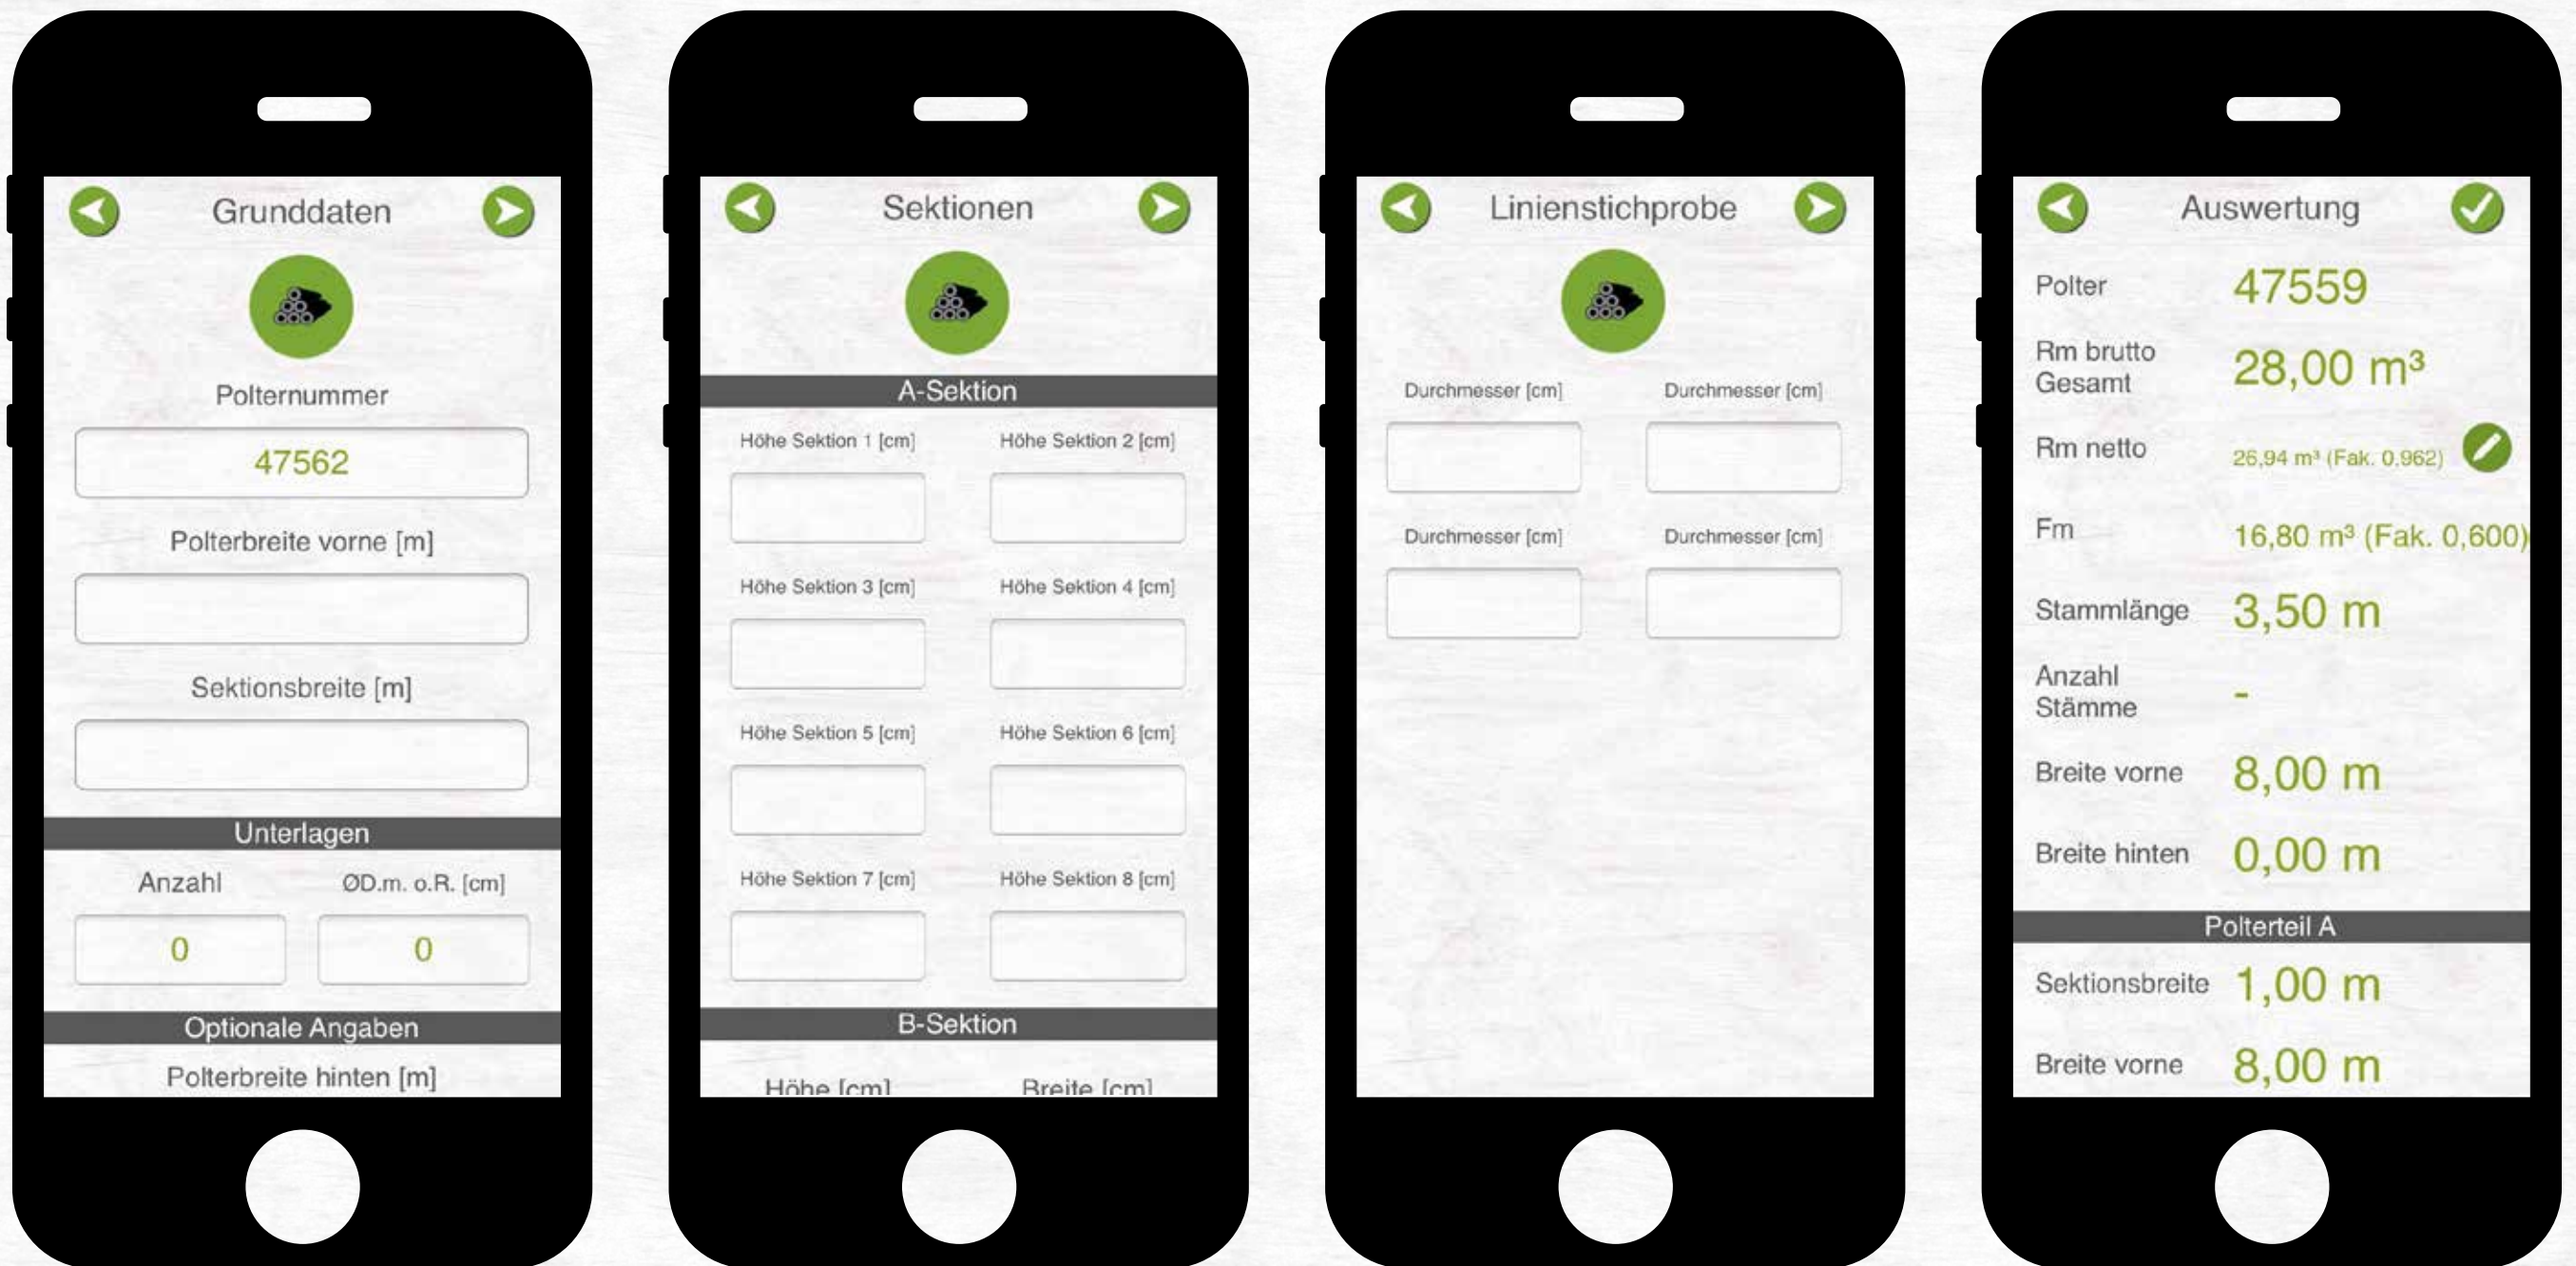 Grunddaten
Polternummer
47562
Polterbreite vorne [m]
Sektionsbreite [m]
Unterlagen
Anzahl ØD.m. o.R. [cm]
0 0
Optionale Angaben
Polterbreite hinten [m]
Sektionen
A-Sektion
Höhe Sektion 1 [cm] Höhe Sektion 2 [cm]
Höhe Sektion 3 [cm] Höhe Sektion 4 [cm]
Höhe Sektion 5 [cm] Höhe Sektion 6 [cm]
Höhe Sektion 7 [cm] Höhe Sektion 8 [cm]
B-Sektion
Höhe [cm] Breite [cm]
Linienstichprobe
Durchmesser [cm] Durchmesser [cm]
Durchmesser [cm] Durchmesser [cm]
Auswertung
Polter 47559
Rm brutto
Gesamt 28,00 m³
Rm netto 26,94 m³ (Fak. 0,962)
Fm 16,80 m³ (Fak. 0,600)
Stammlänge 3,50 m
Anzahl
Stämme -
Breite vorne 8,00 m
Breite hinten 0,00 m
Polterteil A
Sektionsbreite 1,00 m
Breite vorne 8,00 m